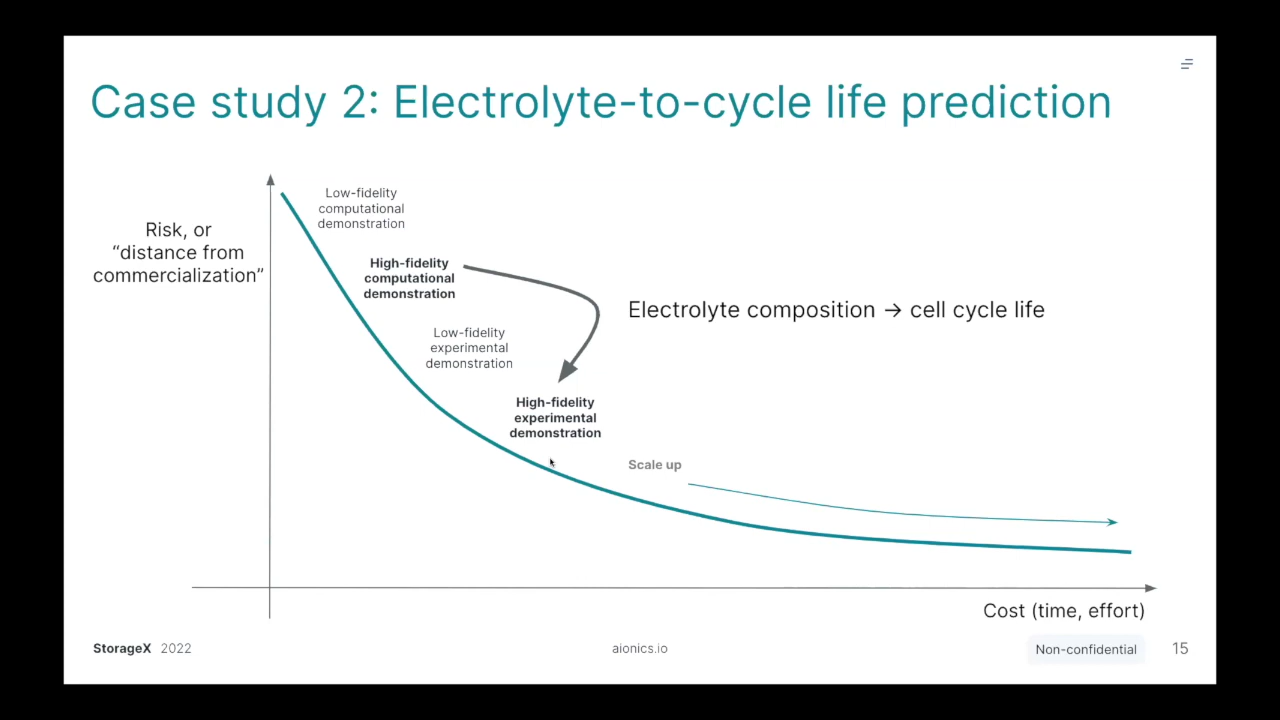 Case study 2: Electrolyte-to-cycle life prediction
Risk, or
“distance from
commercialization”
Low-fidelity
computational
demonstration
High-fidelity
computational
demonstration
Low-fidelity
experimental
demonstration
High-fidelity
experimental
demonstration
Electrolyte composition → cell cycle life
Scale up
Cost (time, effort)
StorageX 2022
aionics.io
Non-confidential
15